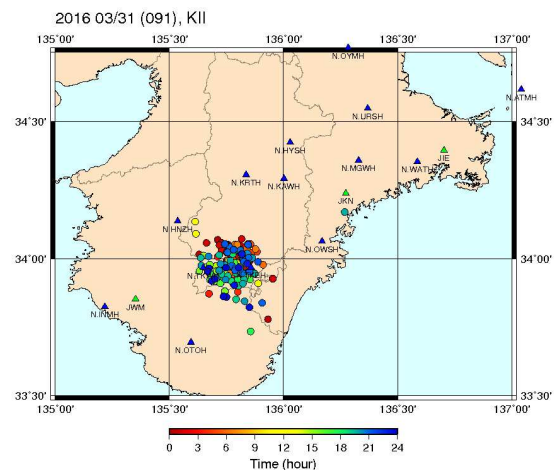 2016 03/31 (091), KII
135˚00' 135˚30' 136˚00' 136˚30' 137˚00'
N.OYMH
N.ATMH
N.URSH
34˚30' 34˚30'
N.HYSH
JIE
N.MGWH
N.WATH
N.KRTH
N.KAWH
JKN
N.HNZH
N.OWSH
34˚00' 34˚00'
JWM
N.INMH
N.OTOH
33˚30' 33˚30'
135˚00' 135˚30' 136˚00' 136˚30' 137˚00'
0 3 6 9 12 15 18 21 24
Time (hour)